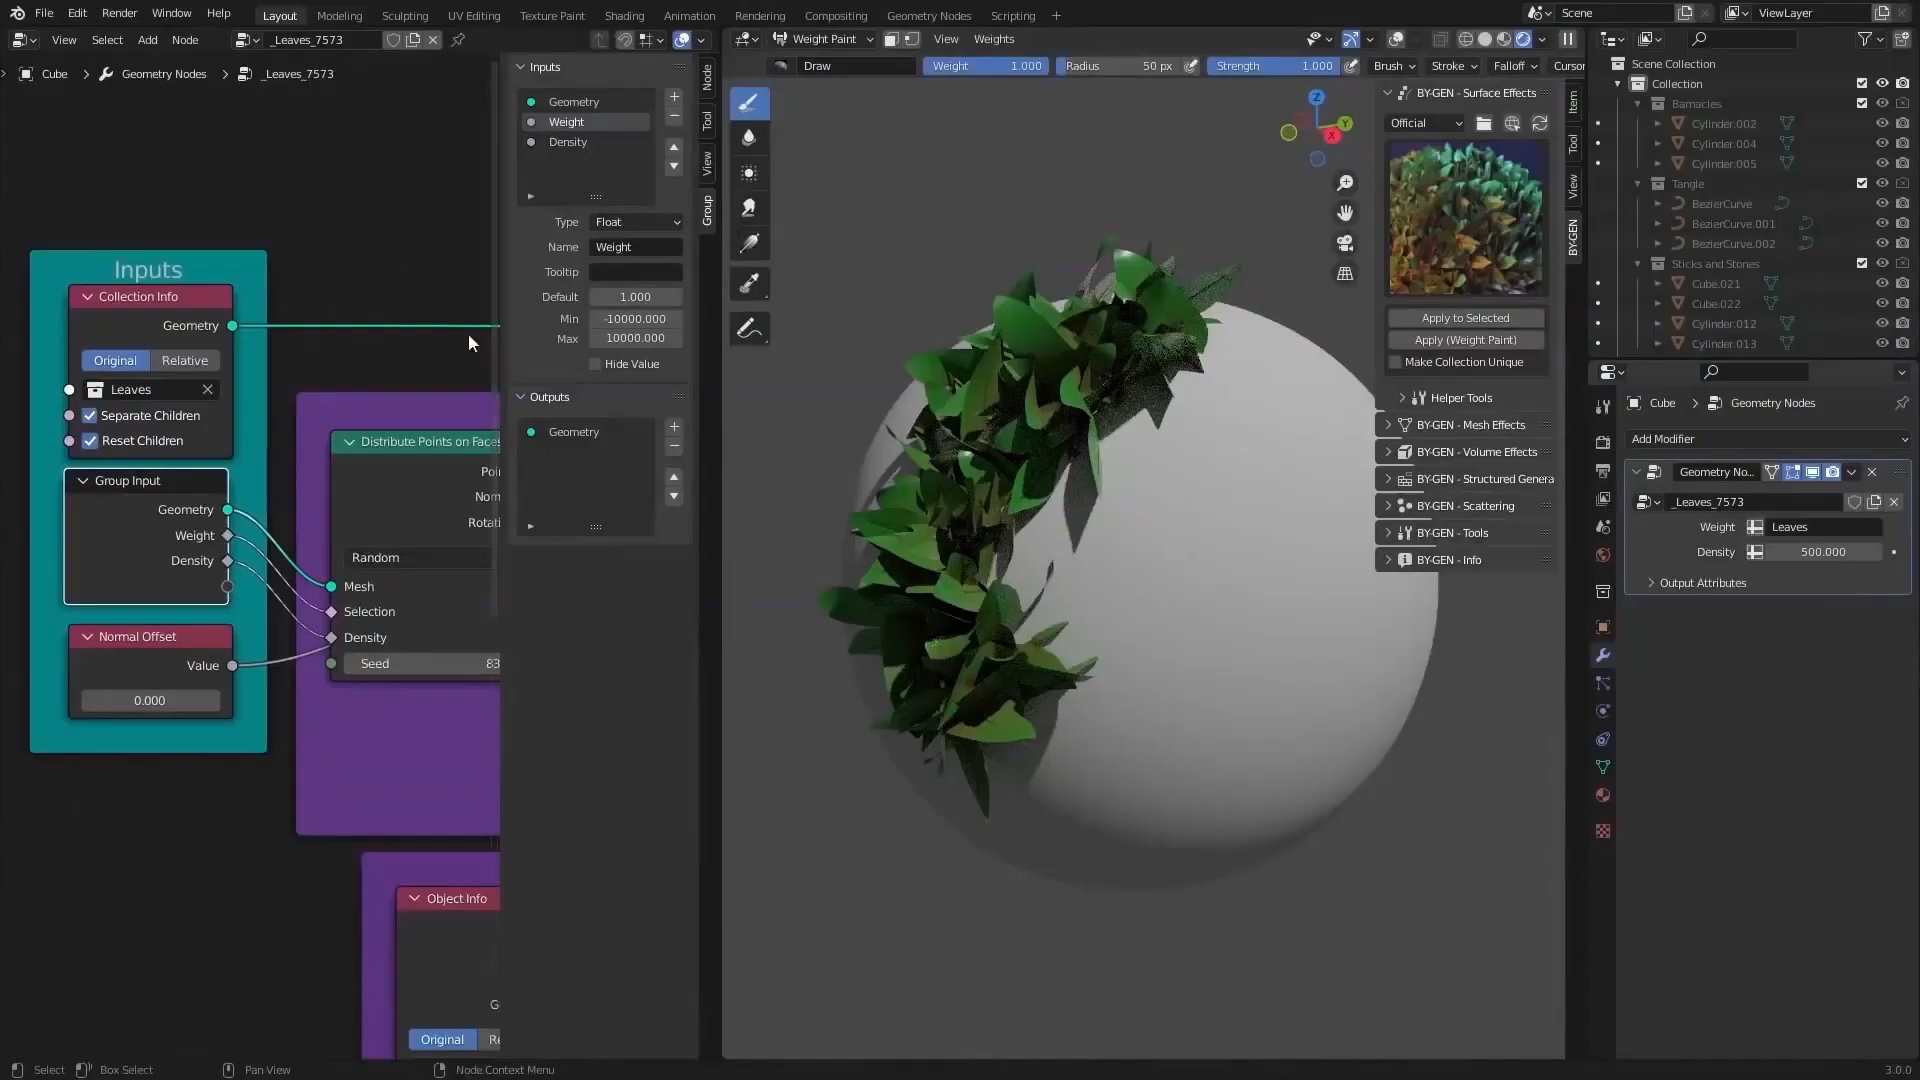 File Edit Render Window Help Layout Modeling Sculpting UV Editing Texture Paint Shading Animation Rendering Compositing Geometry Nodes Scripting + Scene ViewLayer
View Select Add Node _Leaves_7573
Cube > Geometry Nodes > _Leaves_7573
Inputs
Collection Info
Geometry
Original Relative
Leaves
Separate Children
Reset Children
Group Input
Geometry
Weight
Density
Normal Offset
Value
0.000
Distribute Points on Faces
Poi
Nor
Rotati
Random
Mesh
Selection
Density
Seed 83
Object Info
G
Original Re
Inputs
Geometry
Weight
Density
Type Float
Name Weight
Tooltip
Default 1.000
Min -10000.000
Max 10000.000
Hide Value
Outputs
Geometry
Node
Tool
View
Group
Weight Paint View Weights
Draw Weight 1.000 Radius 50 px Strength 1.000 Brush Stroke Falloff Cursor
Z
Y
X
BY-GEN - Surface Effects
Official
Apply to Selected
Apply (Weight Paint)
Make Collection Unique
Helper Tools
BY-GEN - Mesh Effects
BY-GEN - Volume Effects
BY-GEN - Structured Genera
BY-GEN - Scattering
BY-GEN - Tools
BY-GEN - Info
Item
Tool
View
BY-GEN
Scene Collection
Collection
Barnacles
Cylinder.002
Cylinder.004
Cylinder.005
Tangle
BezierCurve
BezierCurve.001
BezierCurve.002
Sticks and Stones
Cube.021
Cube.022
Cylinder.012
Cylinder.013
Cube > Geometry Nodes
Add Modifier
Geometry No...
_Leaves_7573
Weight Leaves
Density 500.000
Output Attributes
Select Box Select Pan View Node Context Menu 3.0.0